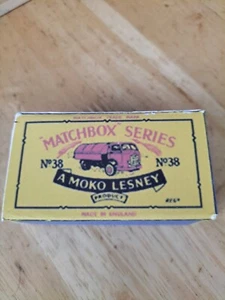 "MATCHBOX" SERIES
Nº38 Nº38
A MOKO LESNEY
PRODUCT
MADE IN ENGLAND